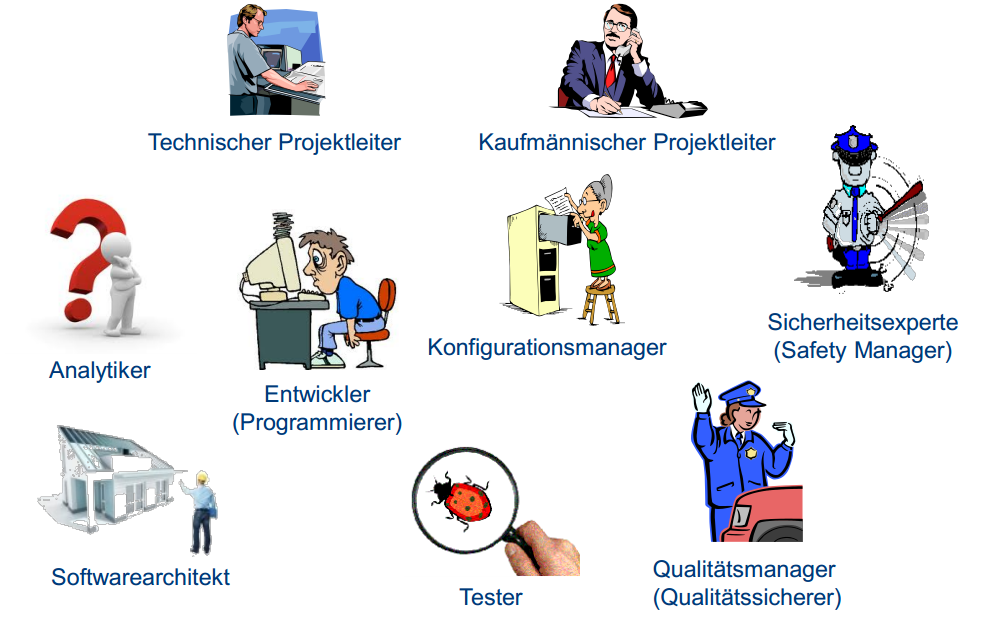 Technischer Projektleiter
Kaufmännischer Projektleiter
Sicherheitsexperte
(Safety Manager)
Konfigurationsmanager
Analytiker
Entwickler
(Programmierer)
Softwarearchitekt
Tester
Qualitätsmanager
(Qualitätssicherer)